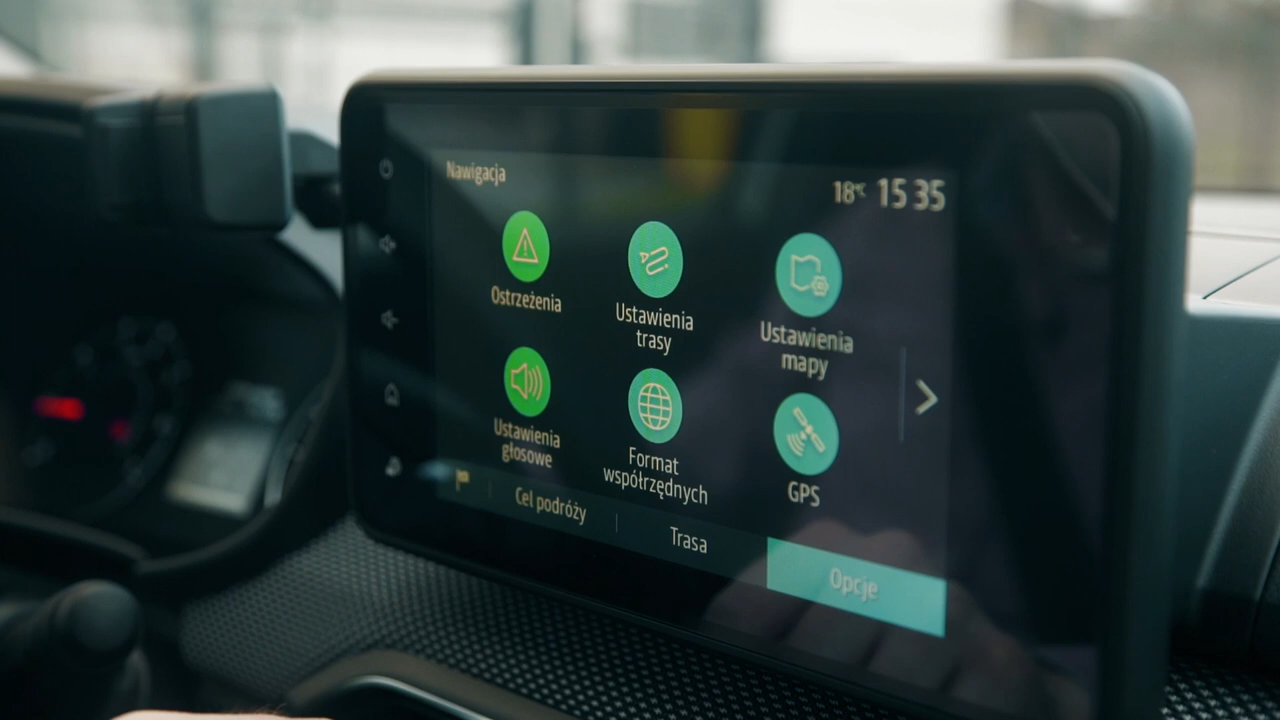 Nawigacja
18°C 15 35
Ostrzeżenia
Ustawienia
trasy
Ustawienia
mapy
Ustawienia
głosowe
Format
współrzędnych
GPS
Cel podróży
Trasa
Opcje